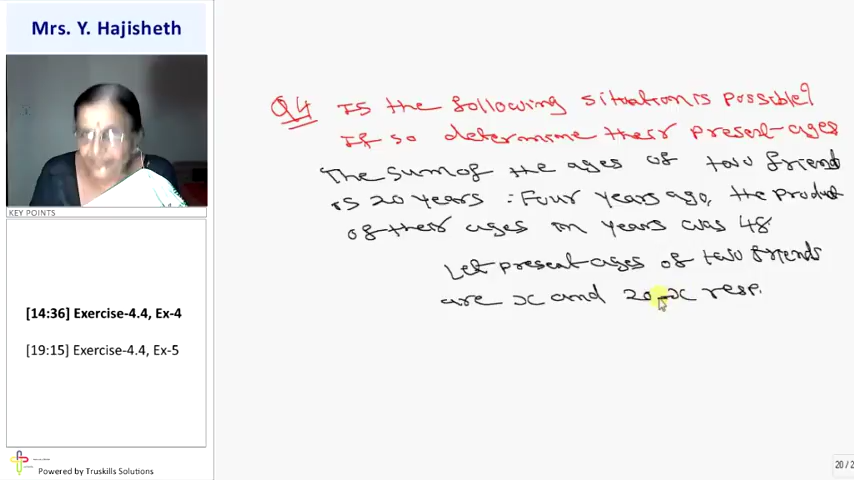 Mrs. Y. Hajisheth
KEY POINTS
[14:36] Exercise-4.4, Ex-4
[19:15] Exercise-4.4, Ex-5
Powered by Truskills Solutions
Q4 Is the following situation is possible?
If so determine their present ages
The sum of the ages of two friend
is 20 years . Four years ago, the product
of their ages in years was 48
Let present ages of two friends
are x and 20-x resp.
20 / 2